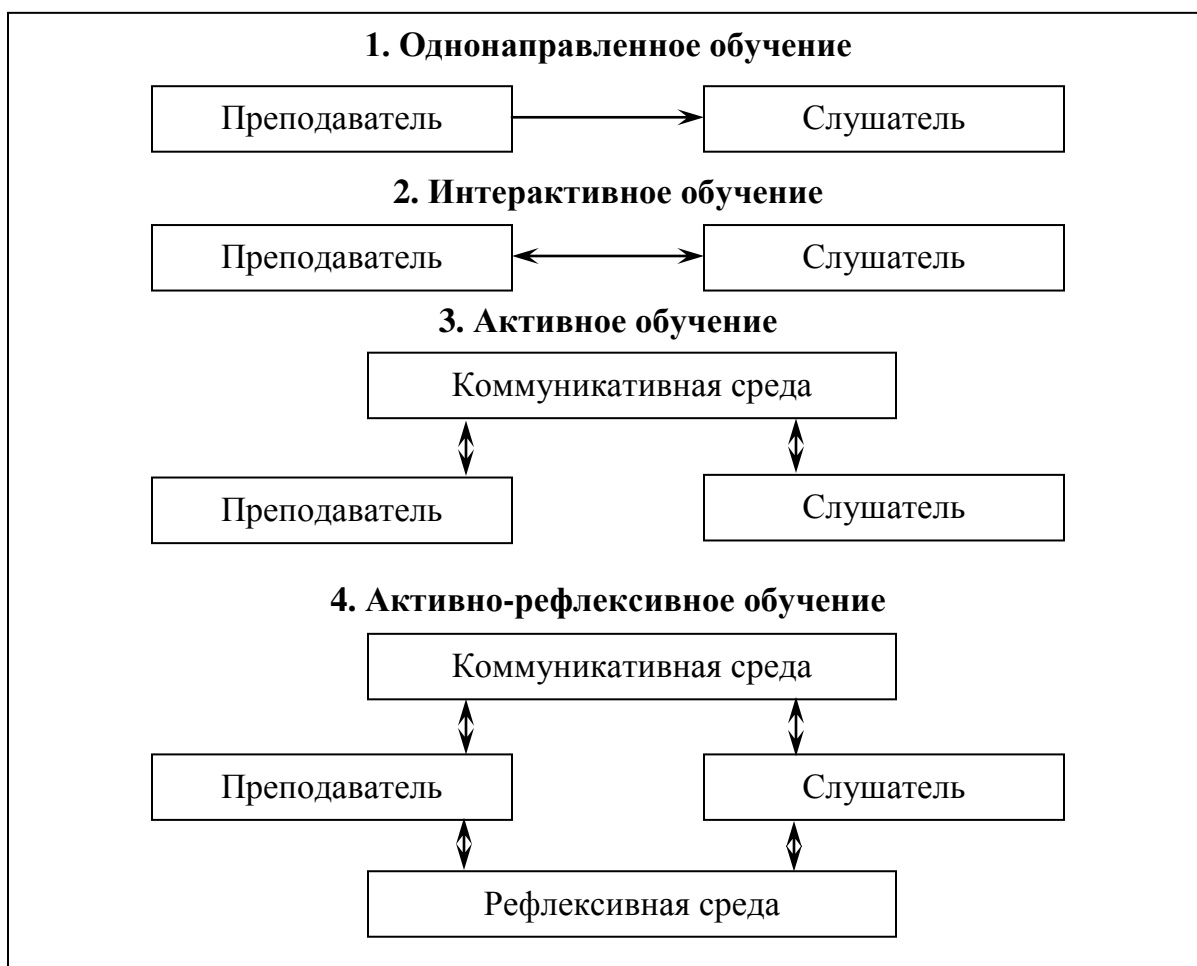 1. Однонаправленное обучение
Преподаватель
Слушатель
2. Интерактивное обучение
Преподаватель
Слушатель
3. Активное обучение
Коммуникативная среда
Преподаватель
Слушатель
4. Активно-рефлексивное обучение
Коммуникативная среда
Преподаватель
Слушатель
Рефлексивная среда